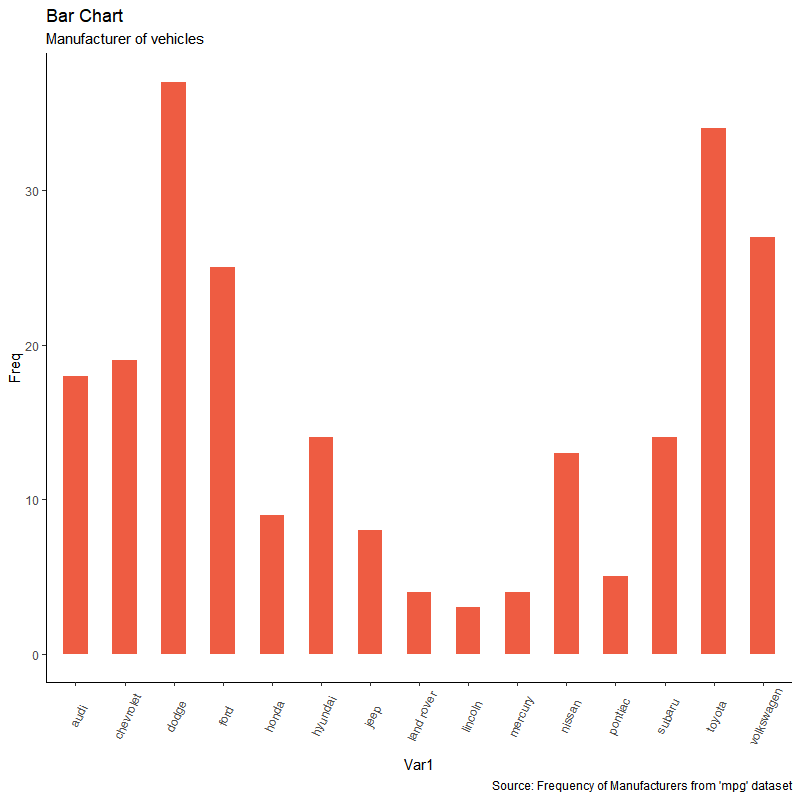 Bar Chart
Manufacturer of vehicles
Freq
30
20
10
0
audi
chevrolet
dodge
ford
honda
hyundai
jeep
land rover
lincoln
mercury
nissan
pontiac
subaru
toyota
volkswagen
Var1
Source: Frequency of Manufacturers from 'mpg' dataset